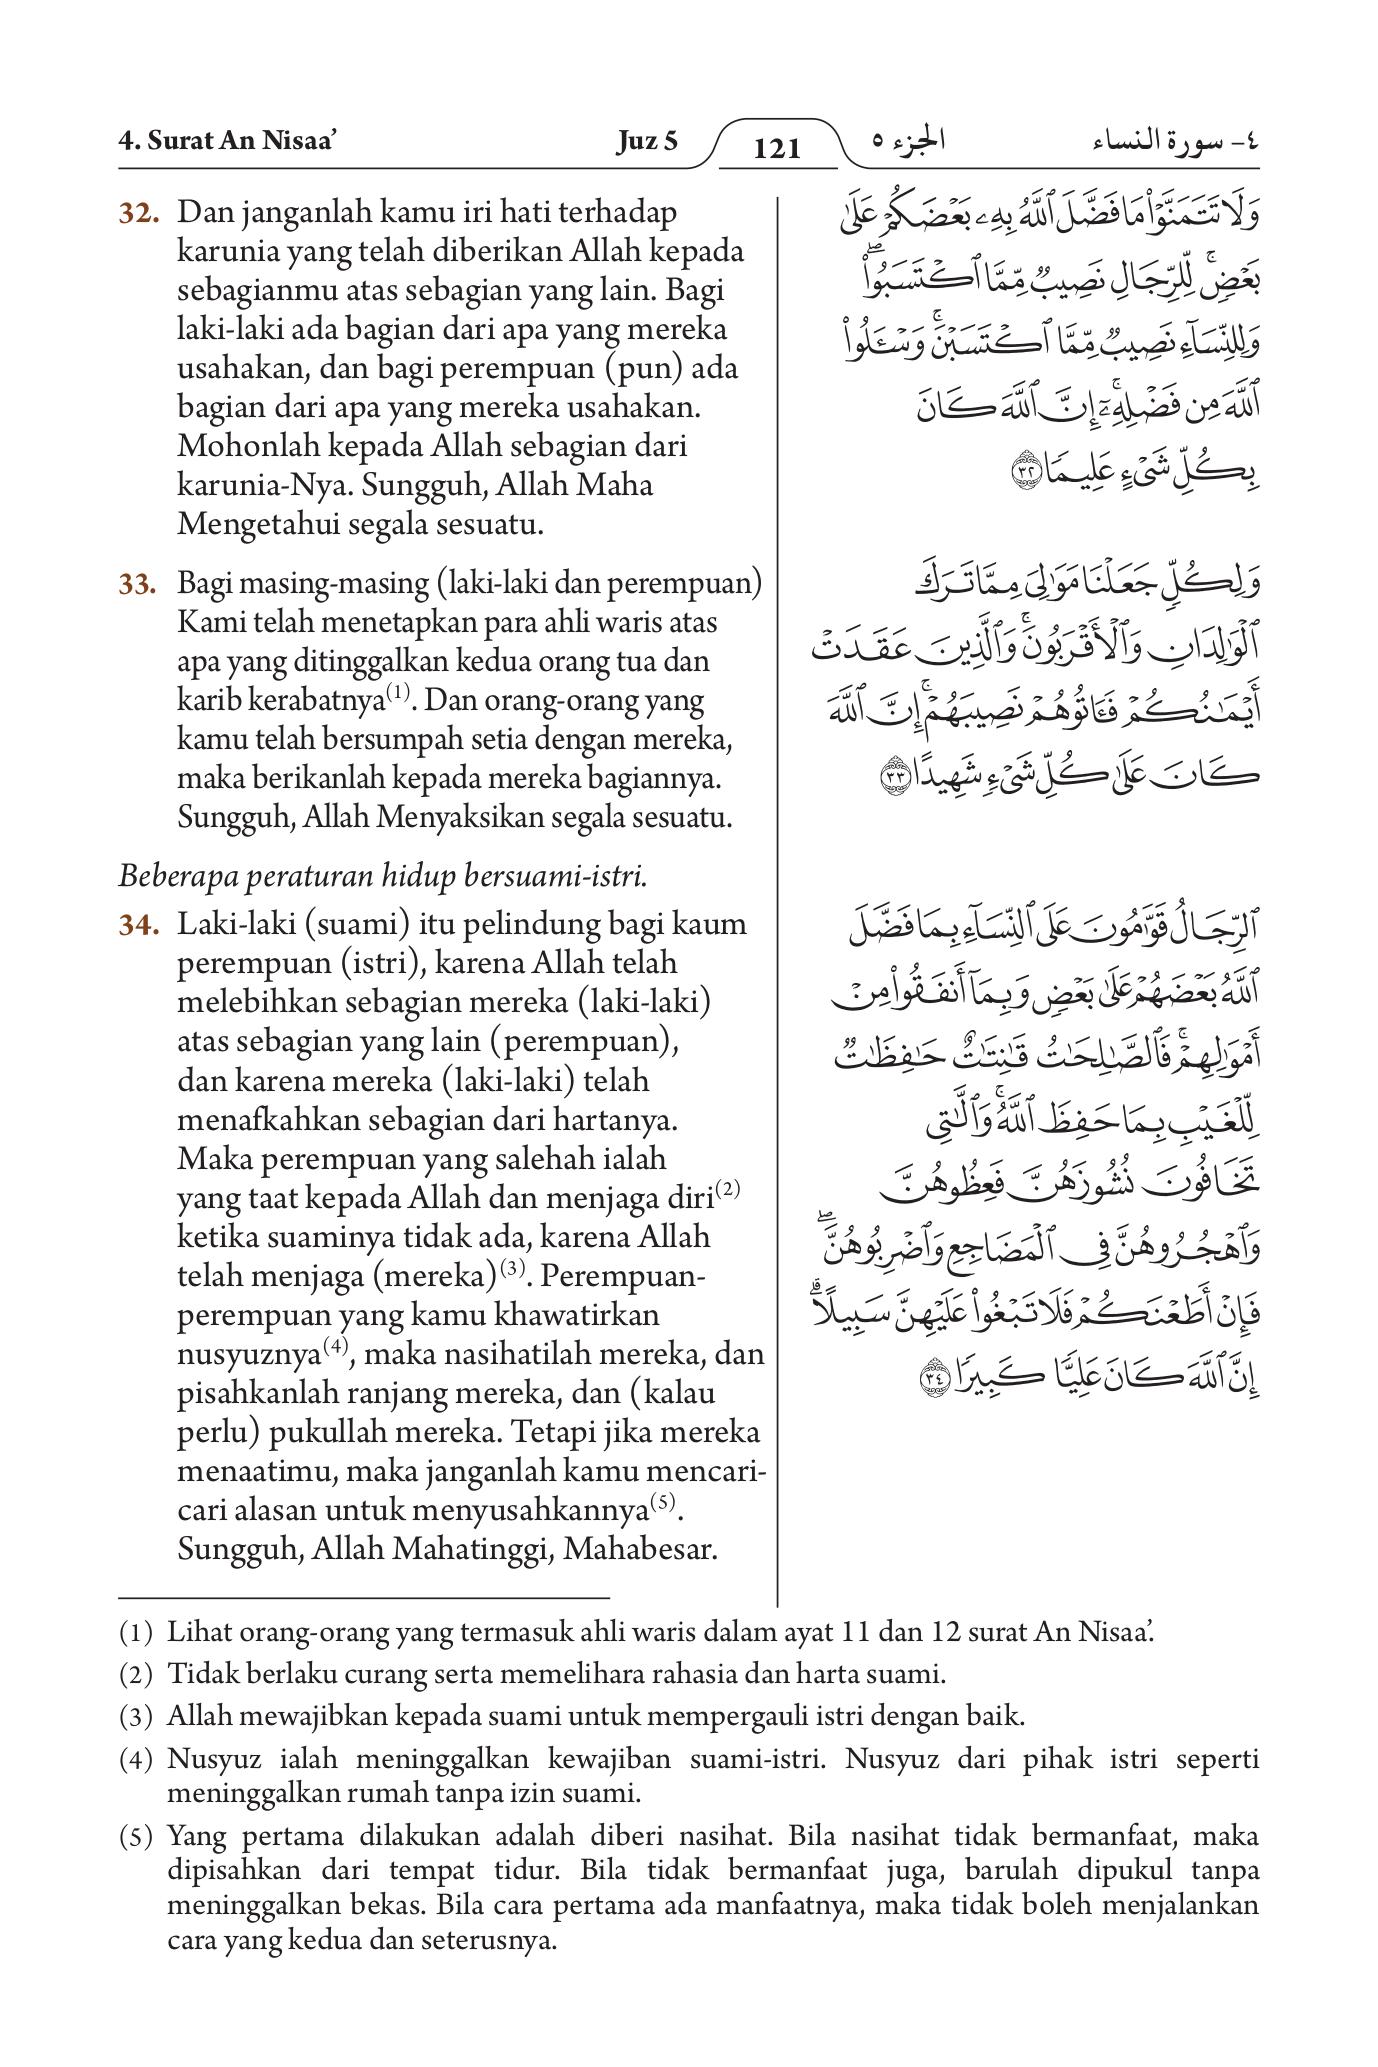 4. Surat An Nisaa’ Juz 5 121 الجزء ٥ ٤- سورة النساء
32. Dan janganlah kamu iri hati terhadap
karunia yang telah diberikan Allah kepada
sebagianmu atas sebagian yang lain. Bagi
laki-laki ada bagian dari apa yang mereka
usahakan, dan bagi perempuan (pun) ada
bagian dari apa yang mereka usahakan.
Mohonlah kepada Allah sebagian dari
karunia-Nya. Sungguh, Allah Maha
Mengetahui segala sesuatu.
وَلَا تَتَمَنَّوْا۟ مَا فَضَّلَ ٱللَّهُ بِهِۦ بَعْضَكُمْ عَلَىٰ
بَعْضٍ ۚ لِّلرِّجَالِ نَصِيبٌ مِّمَّا ٱكْتَسَبُوا۟ ۖ
وَلِلنِّسَآءِ نَصِيبٌ مِّمَّا ٱكْتَسَبْنَ ۚ وَسْـَٔلُوا۟
ٱللَّهَ مِن فَضْلِهِۦٓ ۚ إِنَّ ٱللَّهَ كَانَ
بِكُلِّ شَىْءٍ عَلِيمًا ٣٢
33. Bagi masing-masing (laki-laki dan perempuan)
Kami telah menetapkan para ahli waris atas
apa yang ditinggalkan kedua orang tua dan
karib kerabatnya(1). Dan orang-orang yang
kamu telah bersumpah setia dengan mereka,
maka berikanlah kepada mereka bagiannya.
Sungguh, Allah Menyaksikan segala sesuatu.
وَلِكُلٍّ جَعَلْنَا مَوَٰلِىَ مِمَّا تَرَكَ
ٱلْوَٰلِدَانِ وَٱلْأَقْرَبُونَ ۚ وَٱلَّذِينَ عَقَدَتْ
أَيْمَـٰنُكُمْ فَـَٔاتُوهُمْ نَصِيبَهُمْ ۚ إِنَّ ٱللَّهَ
كَانَ عَلَىٰ كُلِّ شَىْءٍ شَهِيدًا ٣٣
Beberapa peraturan hidup bersuami-istri.
34. Laki-laki (suami) itu pelindung bagi kaum
perempuan (istri), karena Allah telah
melebihkan sebagian mereka (laki-laki)
atas sebagian yang lain (perempuan),
dan karena mereka (laki-laki) telah
menafkahkan sebagian dari hartanya.
Maka perempuan yang salehah ialah
yang taat kepada Allah dan menjaga diri(2)
ketika suaminya tidak ada, karena Allah
telah menjaga (mereka)(3). Perempuan-
perempuan yang kamu khawatirkan
nusyuznya(4), maka nasihatilah mereka, dan
pisahkanlah ranjang mereka, dan (kalau
perlu) pukullah mereka. Tetapi jika mereka
menaatimu, maka janganlah kamu mencari-
cari alasan untuk menyusahkannya(5).
Sungguh, Allah Mahatinggi, Mahabesar.
ٱلرِّجَالُ قَوَّٰمُونَ عَلَى ٱلنِّسَآءِ بِمَا فَضَّلَ
ٱللَّهُ بَعْضَهُمْ عَلَىٰ بَعْضٍ وَبِمَآ أَنفَقُوا۟ مِنْ
أَمْوَٰلِهِمْ ۚ فَٱلصَّـٰلِحَـٰتُ قَـٰنِتَـٰتٌ حَـٰفِظَـٰتٌ
لِّلْغَيْبِ بِمَا حَفِظَ ٱللَّهُ ۚ وَٱلَّـٰتِى
تَخَافُونَ نُشُوزَهُنَّ فَعِظُوهُنَّ
وَٱهْجُرُوهُنَّ فِى ٱلْمَضَاجِعِ وَٱضْرِبُوهُنَّ ۖ
فَإِنْ أَطَعْنَكُمْ فَلَا تَبْغُوا۟ عَلَيْهِنَّ سَبِيلًا ۗ
إِنَّ ٱللَّهَ كَانَ عَلِيًّا كَبِيرًا ٣٤
(1) Lihat orang-orang yang termasuk ahli waris dalam ayat 11 dan 12 surat An Nisaa’.
(2) Tidak berlaku curang serta memelihara rahasia dan harta suami.
(3) Allah mewajibkan kepada suami untuk mempergauli istri dengan baik.
(4) Nusyuz ialah meninggalkan kewajiban suami-istri. Nusyuz dari pihak istri seperti
meninggalkan rumah tanpa izin suami.
(5) Yang pertama dilakukan adalah diberi nasihat. Bila nasihat tidak bermanfaat, maka
dipisahkan dari tempat tidur. Bila tidak bermanfaat juga, barulah dipukul tanpa
meninggalkan bekas. Bila cara pertama ada manfaatnya, maka tidak boleh menjalankan
cara yang kedua dan seterusnya.